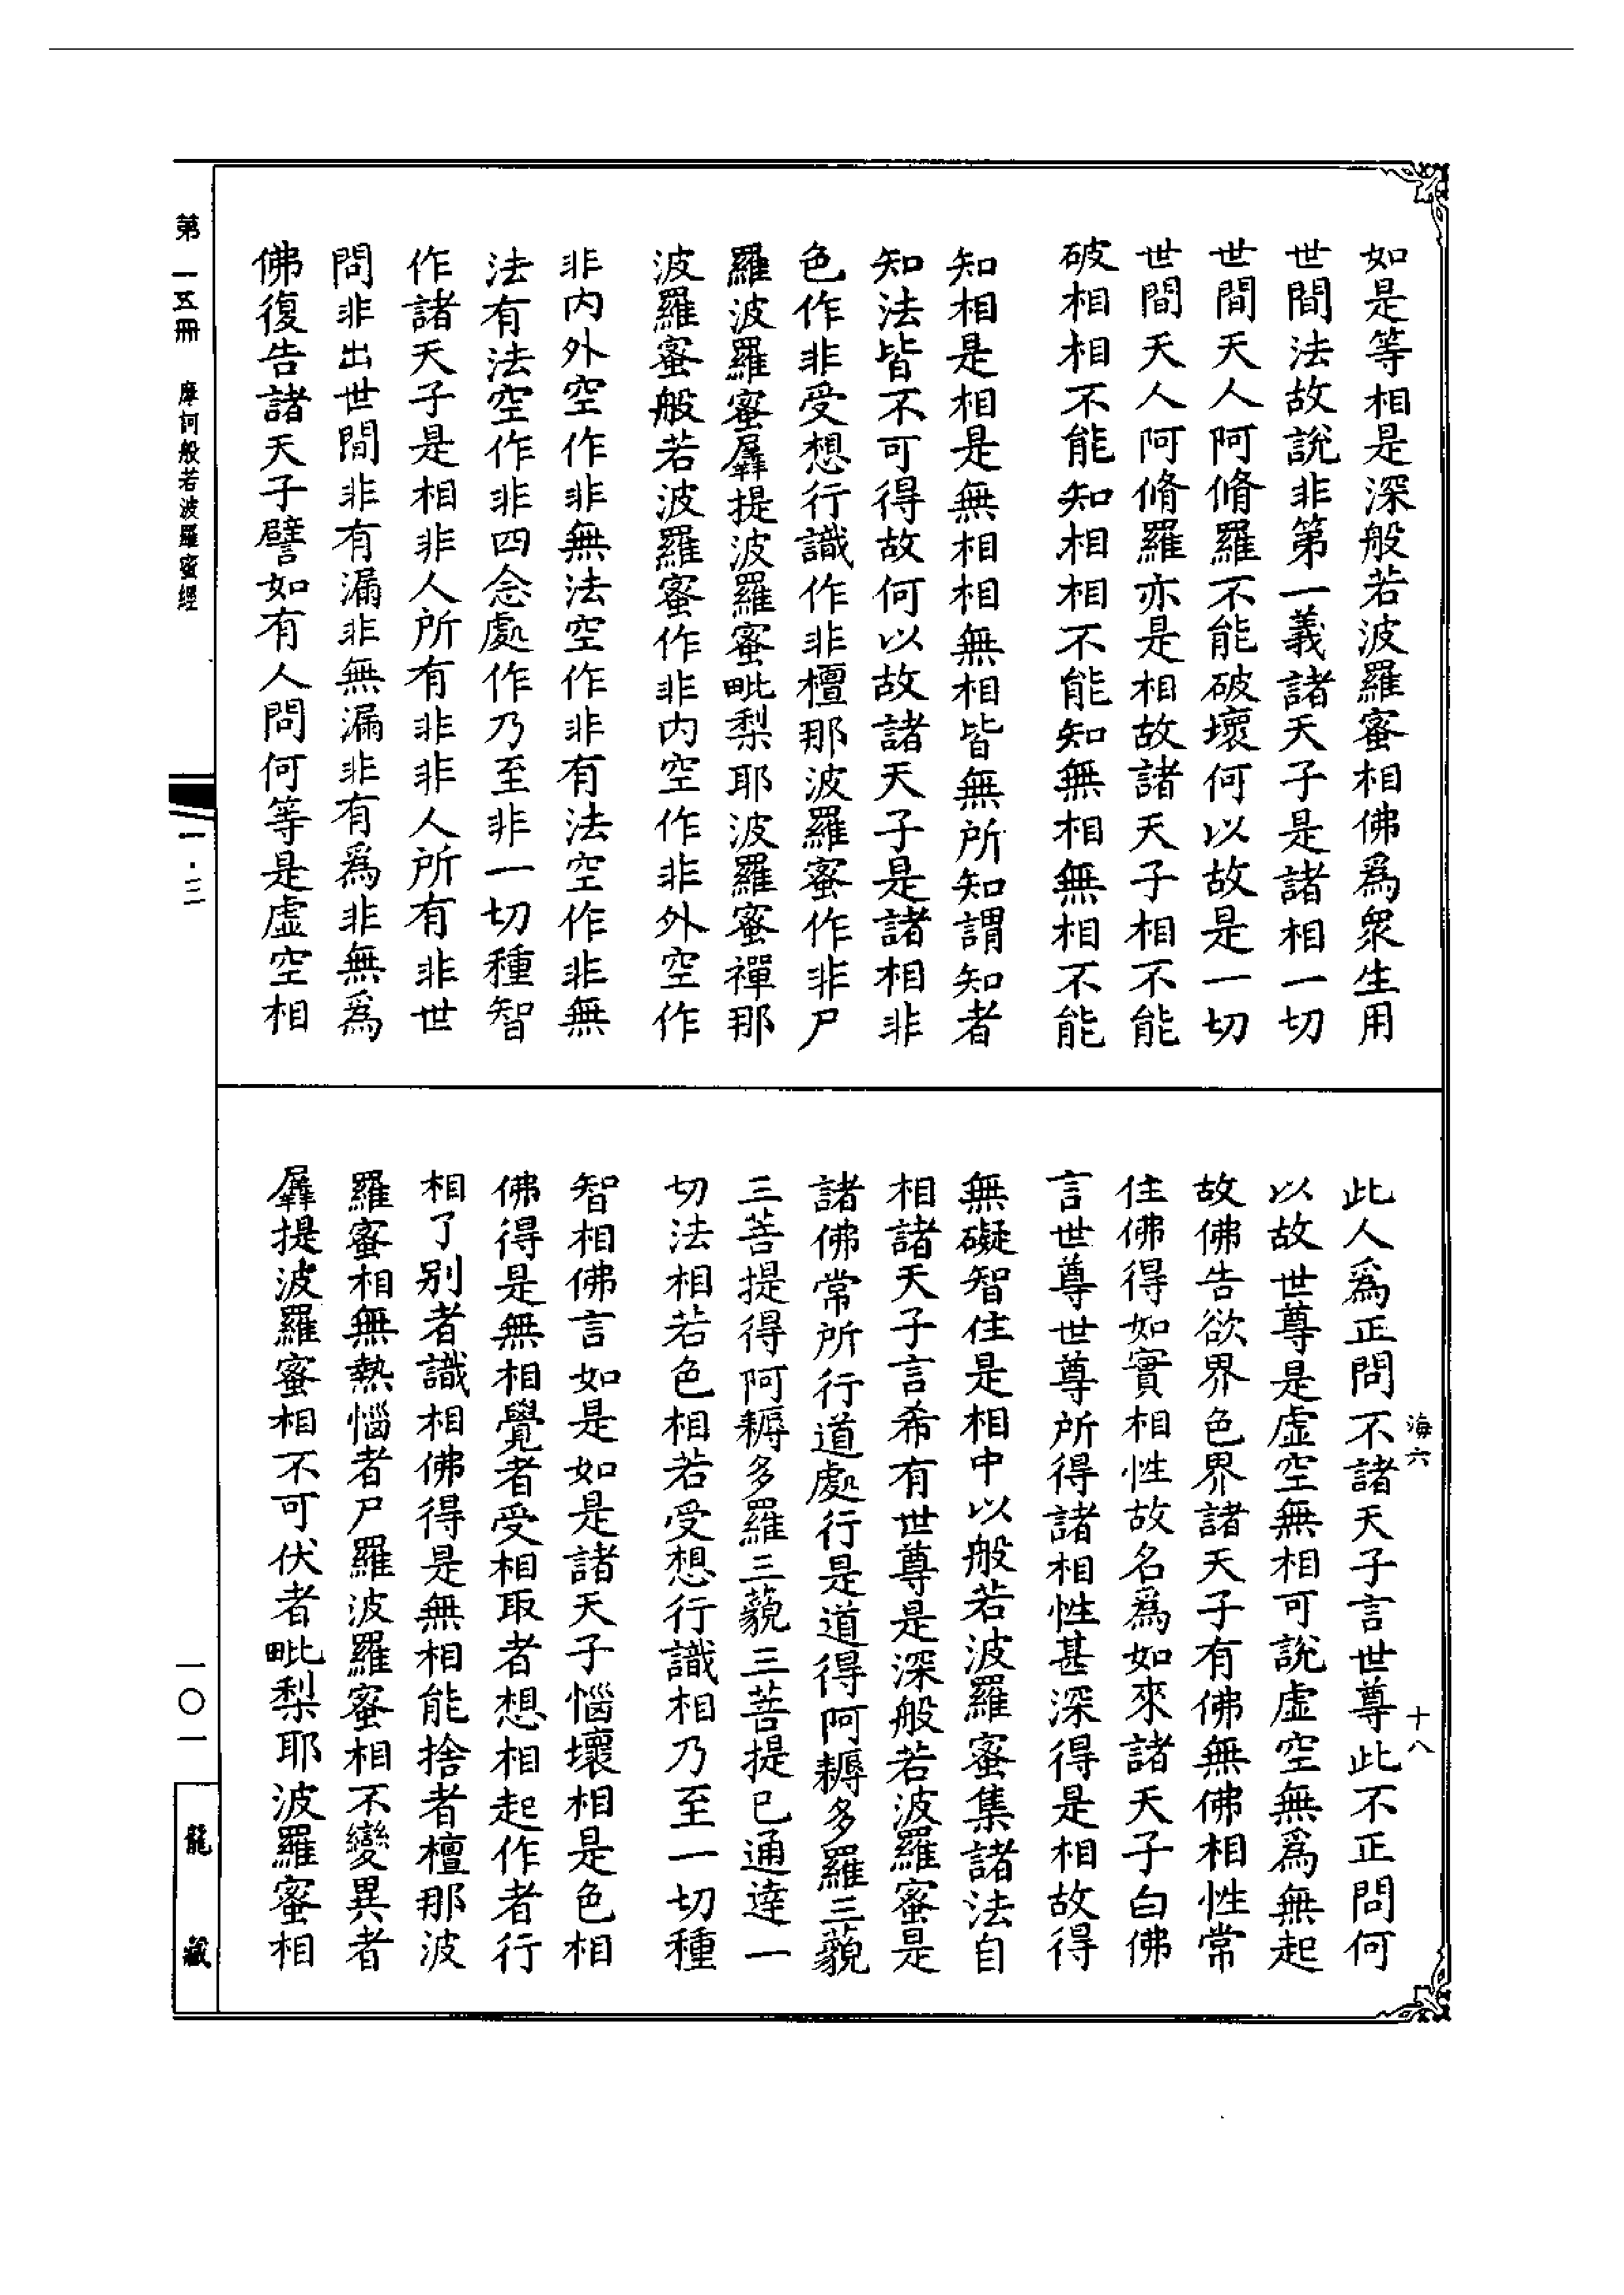 如是等相是深般若波羅蜜相佛爲衆生用
世間法故說非第一義諸天子是諸相一切
世間天人阿脩羅不能破壞何以故是一切
世間天人阿脩羅亦是相故諸天子相不能
破相相不能知相相不能知無相無相不能
知相是相是無相相無相皆無所知謂知者
知法皆不可得故何以故諸天子是諸相非
色作非受想行識作非檀那波羅蜜作非尸
羅波羅蜜羼提波羅蜜毗梨耶波羅蜜禪那
波羅蜜般若波羅蜜作非內空作非外空作
非內外空作非無法空作非有法空作非無
法有法空作非四念處作乃至非一切種智
作諸天子是相非人所有非非人所有非世
間非出世間非有漏非無漏非有爲非無爲
佛復告諸天子譬如有人問何等是虛空相
此人爲正問不諸天子言世尊此不正問何
以故世尊是虛空無相可說虛空無爲無起
故佛告欲界色界諸天子有佛無佛相性常
住佛得如實相性故名爲如來諸天子白佛
言世尊世尊所得諸相性甚深得是相故得
無礙智住是相中以般若波羅蜜集諸法自
相諸天子言希有世尊是深般若波羅蜜是
諸佛常所行道處行是道得阿耨多羅三藐
三菩提得阿耨多羅三藐三菩提已通達一
切法相若色相若受想行識相乃至一切種
智相佛言如是如是諸天子惱壞相是色相
佛得是無相覺者受相取者想相起作者行
相了別者識相佛得是無相能捨者檀那波
羅蜜相無熱惱者尸羅波羅蜜相不變異者
羼提波羅蜜相不可伏者毗梨耶波羅蜜相
海六
十八
第一五冊
摩訶般若波羅蜜經
一·三
一〇一
龍藏